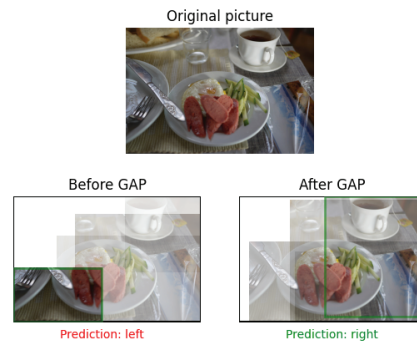 Original picture
Before GAP
After GAP
Prediction: left
Prediction: right